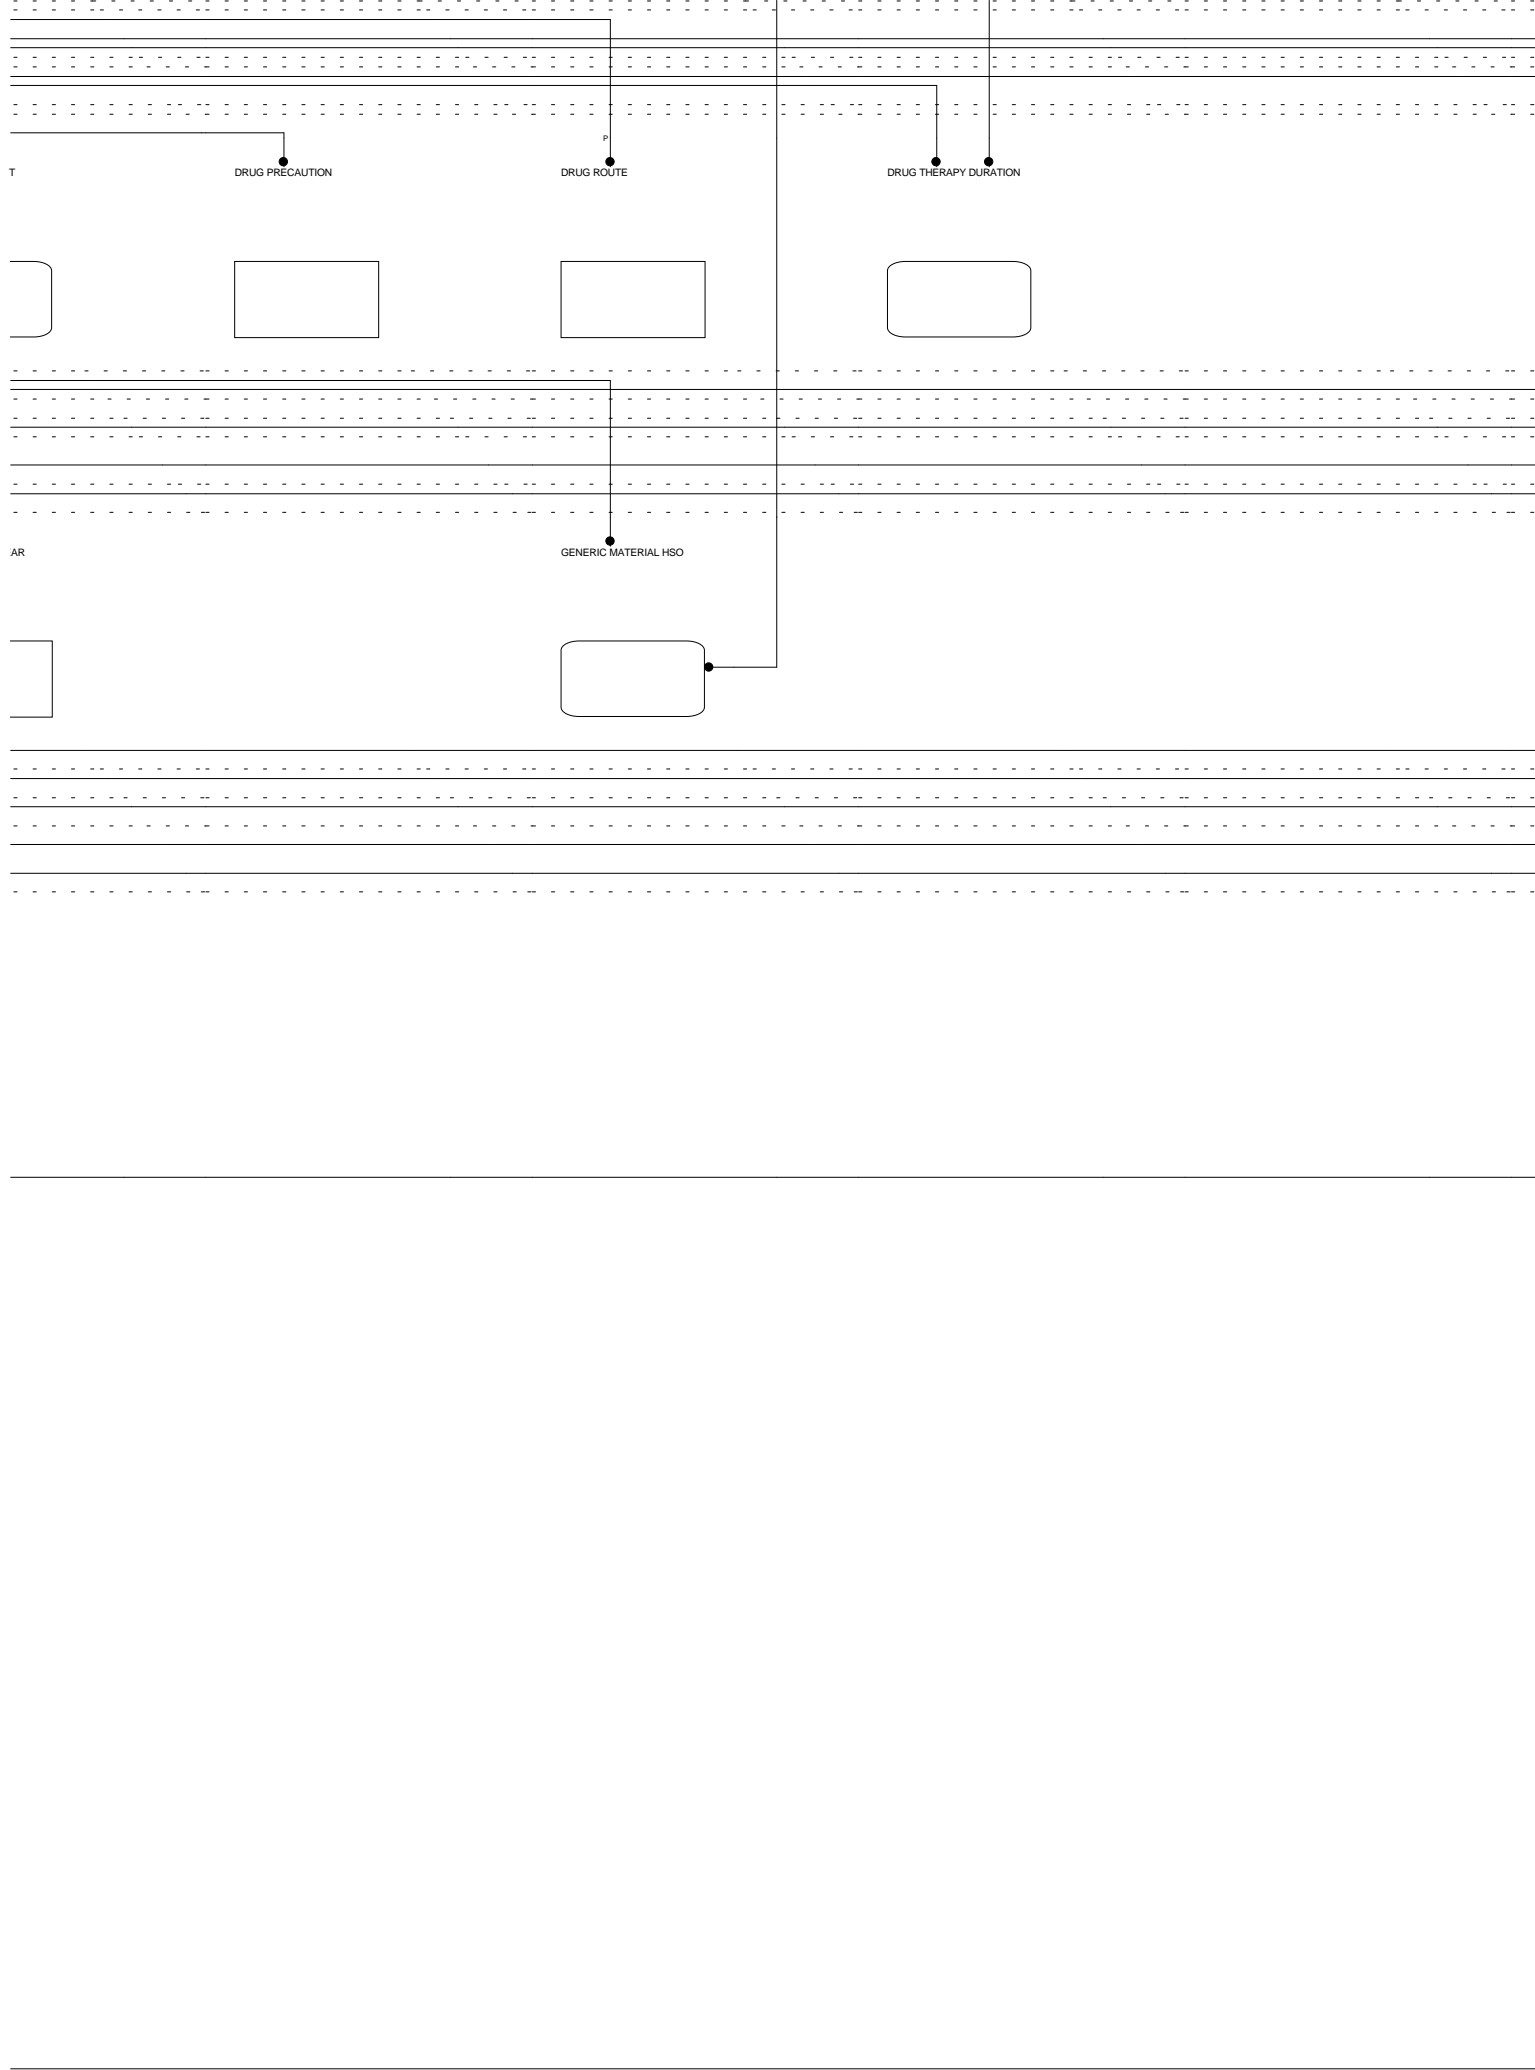 P
T
DRUG PRECAUTION
DRUG ROUTE
DRUG THERAPY DURATION
AR
GENERIC MATERIAL HSO